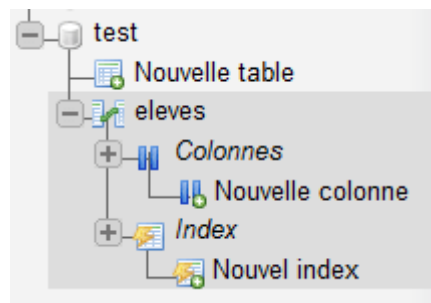 test
Nouvelle table
eleves
Colonnes
Nouvelle colonne
Index
Nouvel index